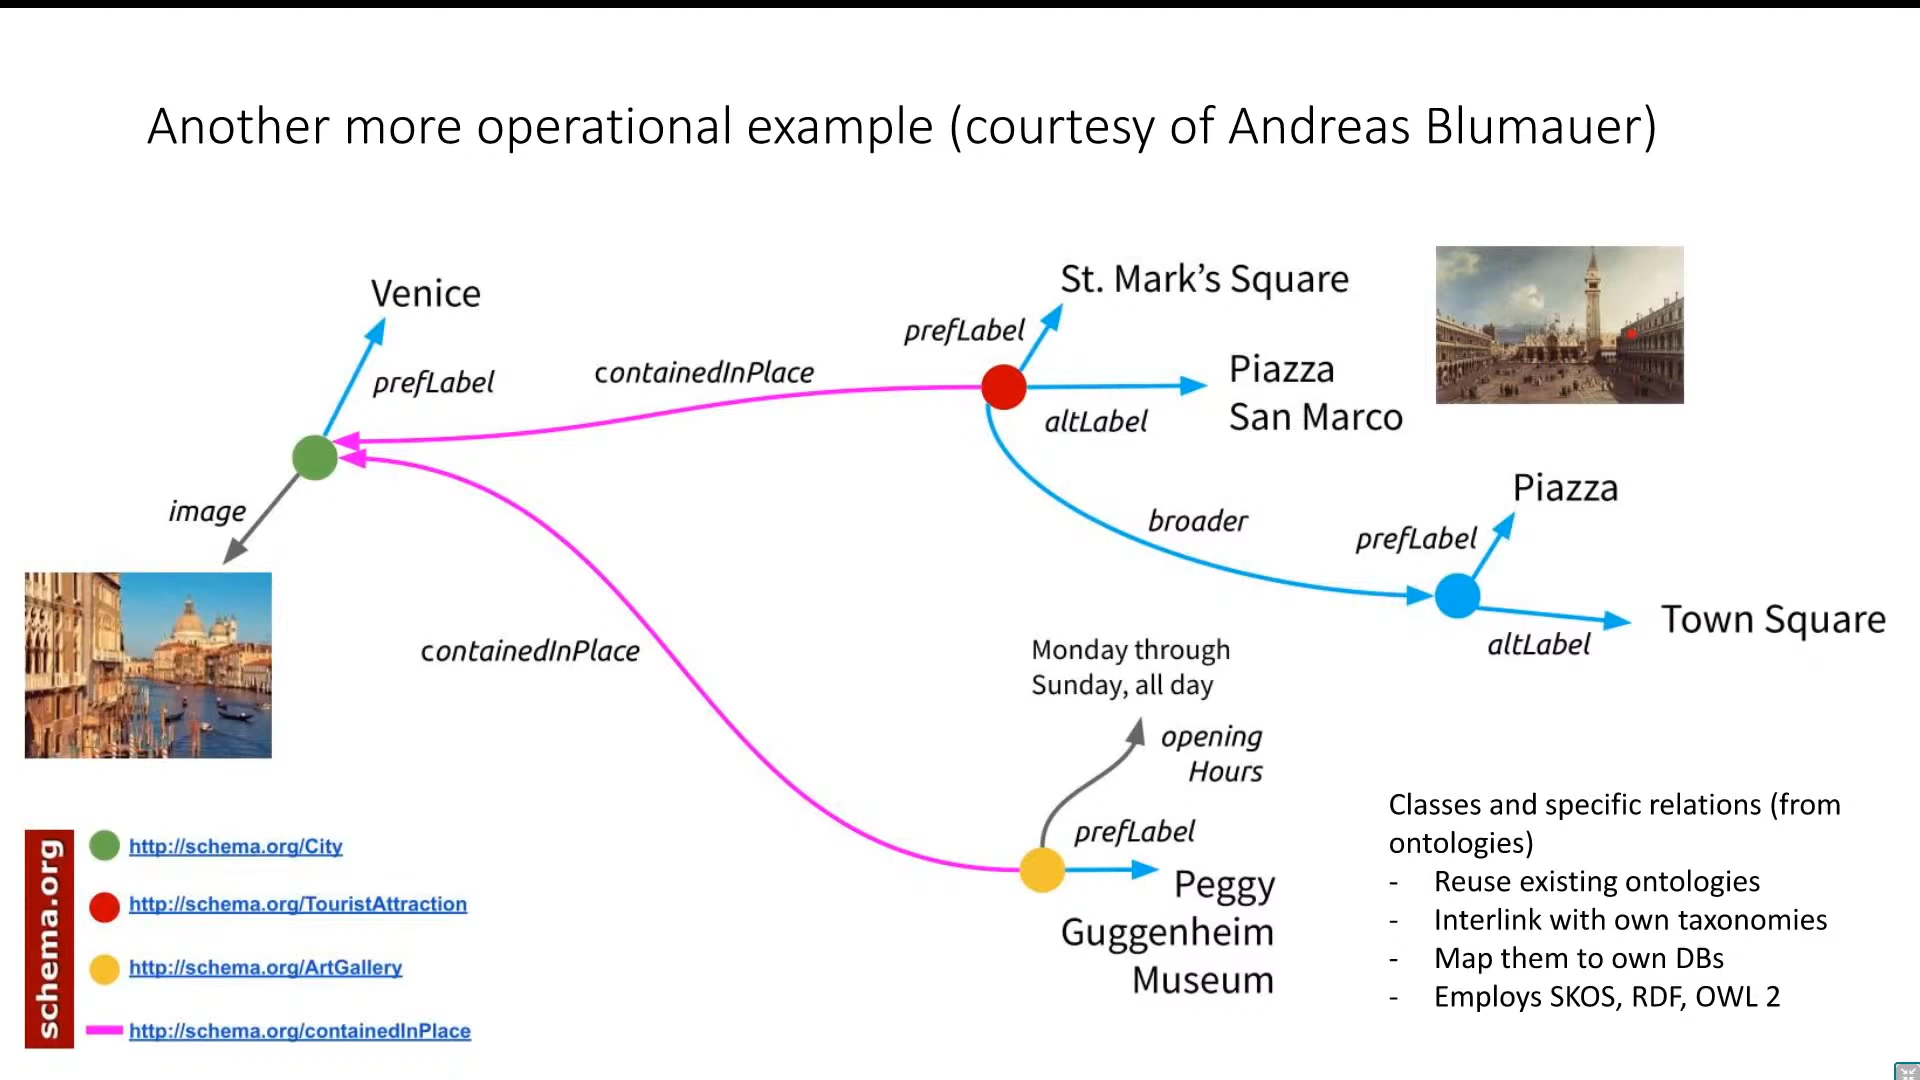 Another more operational example (courtesy of Andreas Blumauer)
Venice
prefLabel
containedInPlace
image
containedInPlace
St. Mark’s Square
prefLabel
Piazza
San Marco
altLabel
broader
Piazza
prefLabel
Town Square
altLabel
Monday through
Sunday, all day
opening
Hours
prefLabel
Peggy
Guggenheim
Museum
schema.org
http://schema.org/City
http://schema.org/TouristAttraction
http://schema.org/ArtGallery
http://schema.org/containedInPlace
Classes and specific relations (from
ontologies)
- Reuse existing ontologies
- Interlink with own taxonomies
- Map them to own DBs
- Employs SKOS, RDF, OWL 2